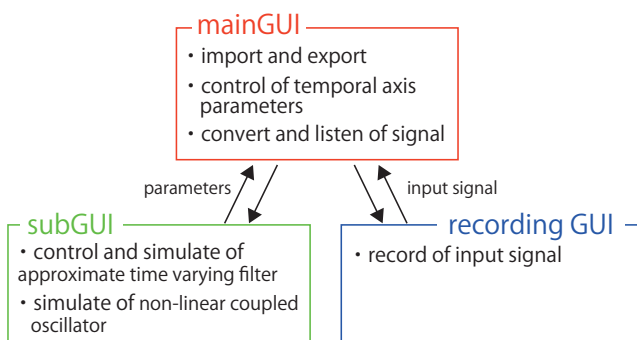 mainGUI
・import and export
・control of temporal axis
parameters
・convert and listen of signal
parameters
input signal
subGUI
・control and simulate of
approximate time varying filter
・simulate of non-linear coupled
oscillator
recording GUI
・record of input signal